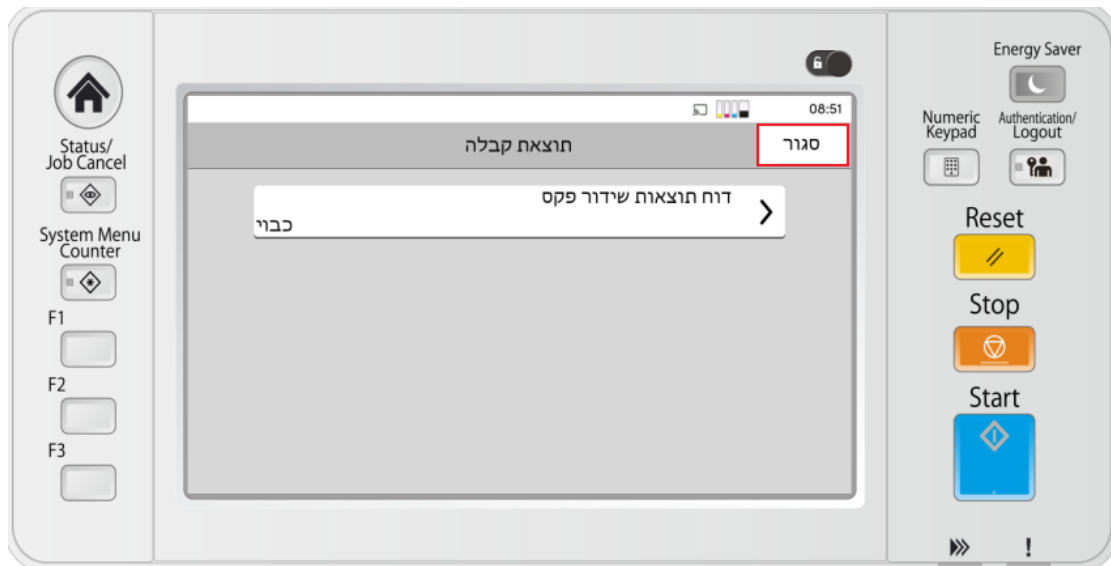 Energy Saver
Numeric
Keypad
Authentication/
Logout
Status/
Job Cancel
System Menu
Counter
F1
F2
F3
08:51
סגור
תוצאת קבלה
דוח תוצאות שידור פקס
כבוי
Reset
Stop
Start
!